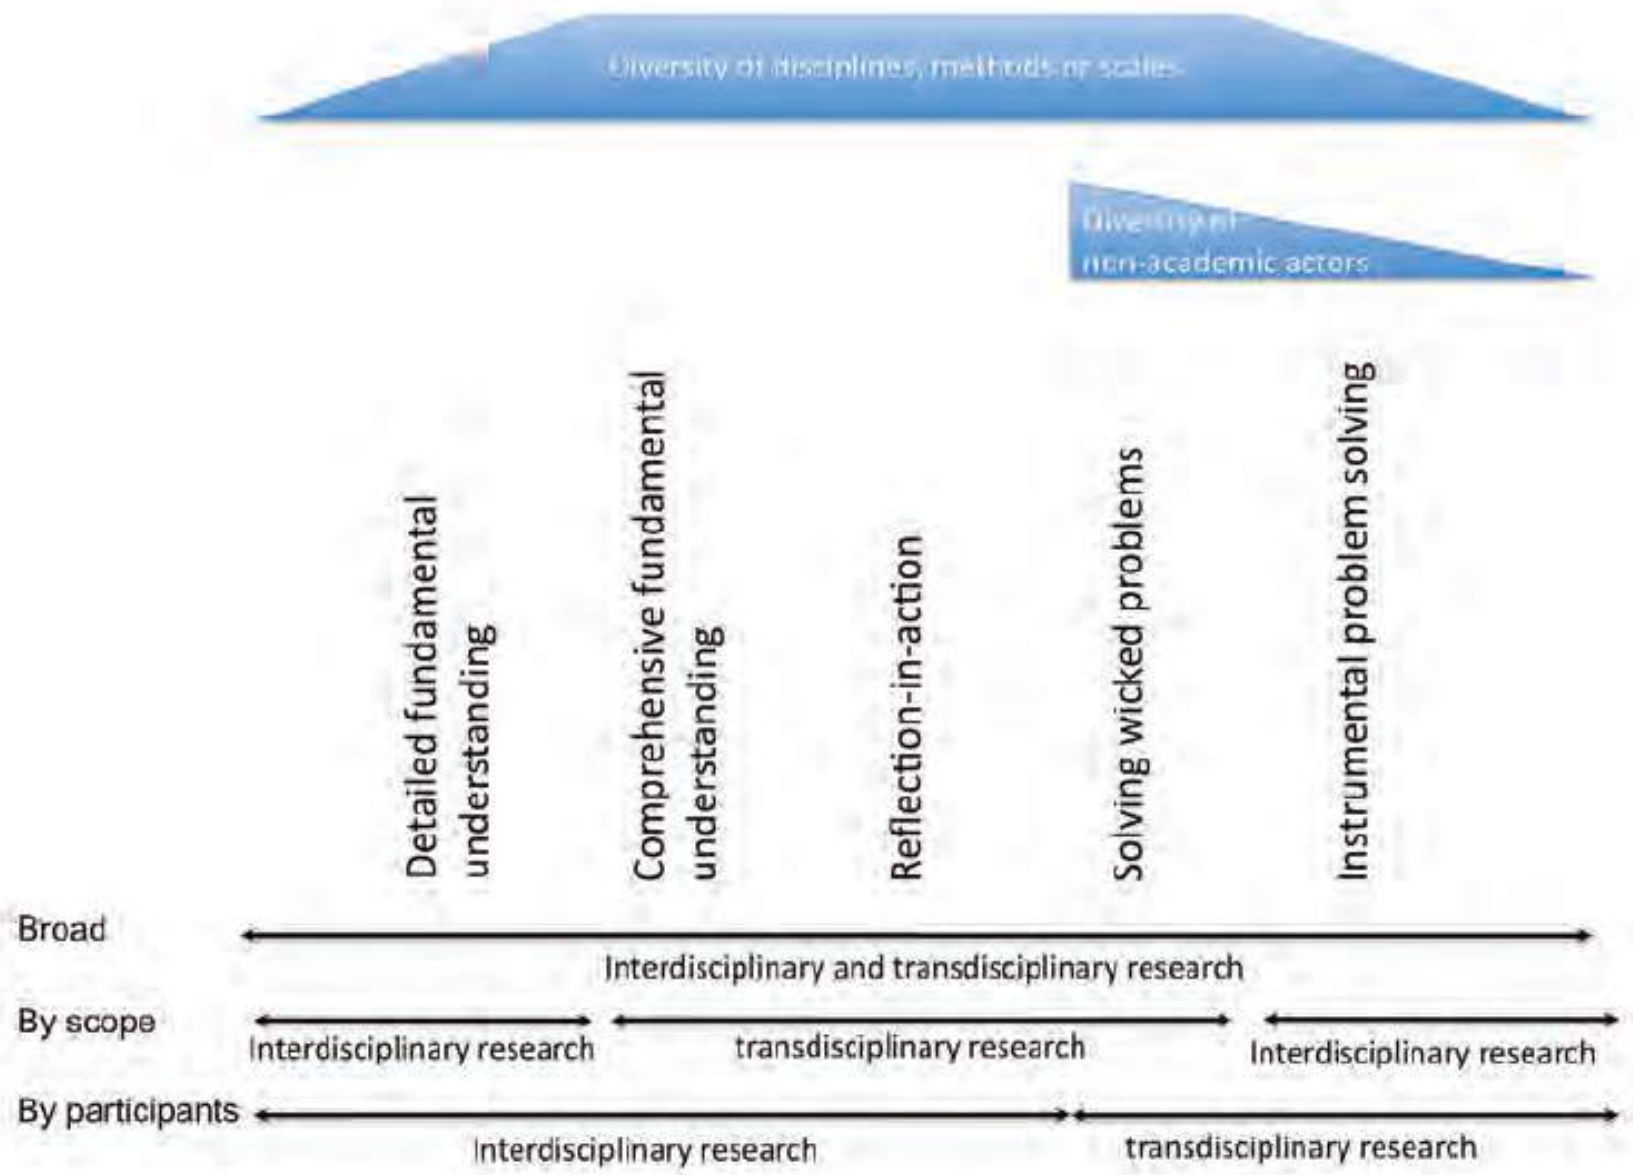 Diversity of disciplines, methods or scales
Diversity of
non-academic actors
Detailed fundamental
understanding
Comprehensive fundamental
understanding
Reflection-in-action
Solving wicked problems
Instrumental problem solving
Broad
Interdisciplinary and transdisciplinary research
By scope
Interdisciplinary research
transdisciplinary research
Interdisciplinary research
By participants
Interdisciplinary research
transdisciplinary research